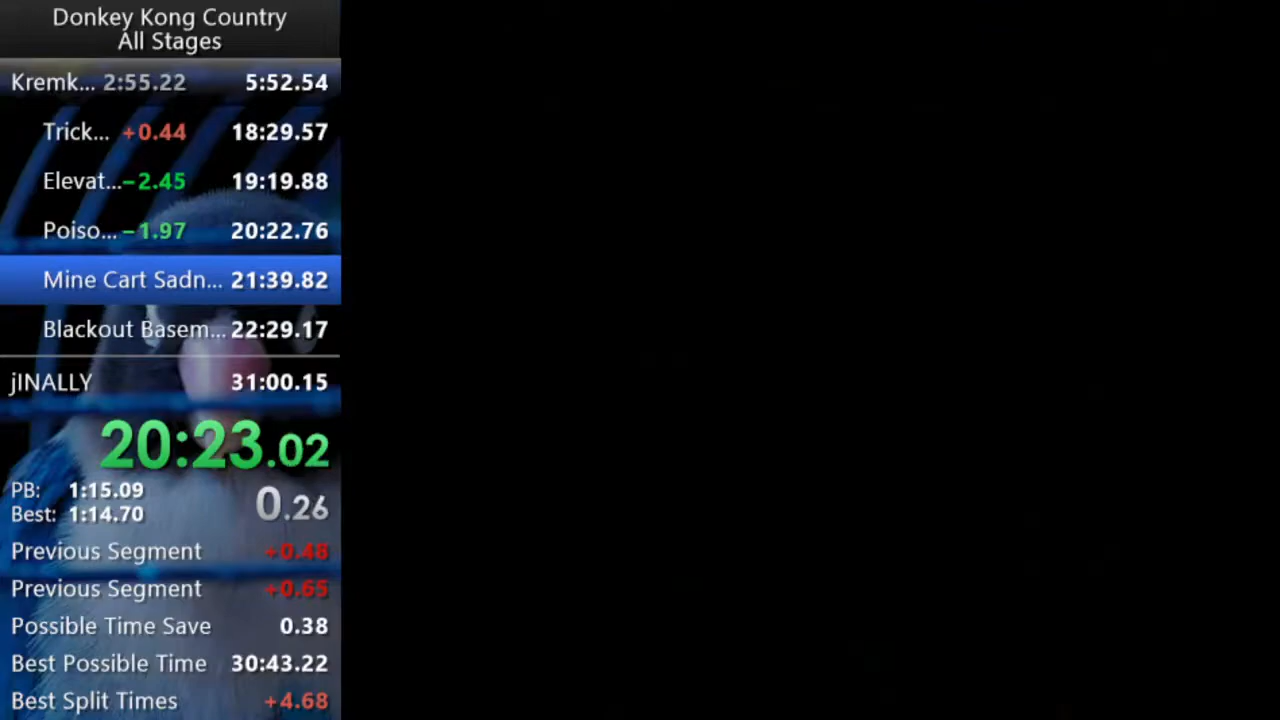 Donkey Kong Country
All Stages
Kremk... 2:55.22 5:52.54
Trick... +0.44 18:29.57
Elevat... -2.45 19:19.88
Poiso... -1.97 20:22.76
Mine Cart Sadn... 21:39.82
Blackout Basem... 22:29.17
jINALLY 31:00.15
20:23.02
PB: 1:15.09
Best: 1:14.70
0.26
Previous Segment +0.48
Previous Segment +0.65
Possible Time Save 0.38
Best Possible Time 30:43.22
Best Split Times +4.68